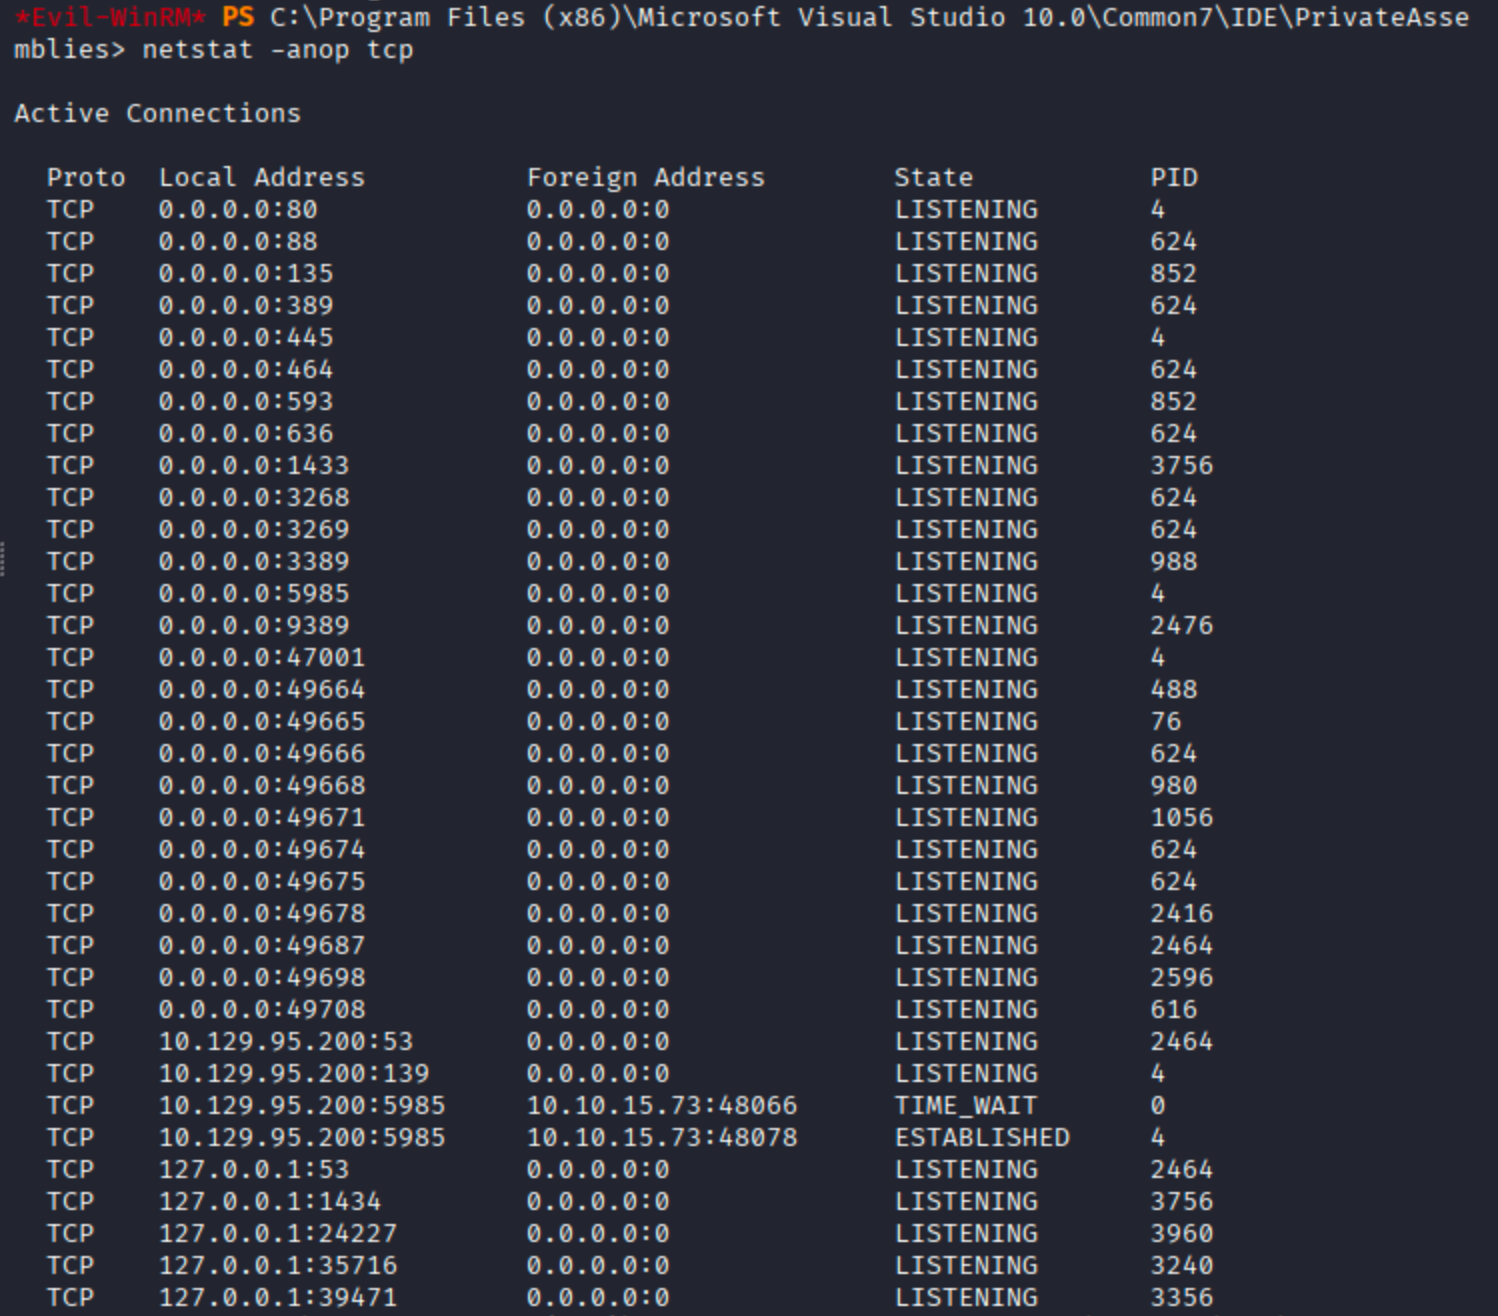 *Evil-WinRM* PS C:\Program Files (x86)\Microsoft Visual Studio 10.0\Common7\IDE\PrivateAsse
mblies> netstat -anop tcp
Active Connections
Proto  Local Address          Foreign Address        State           PID
TCP    0.0.0.0:80             0.0.0.0:0              LISTENING       4
TCP    0.0.0.0:88             0.0.0.0:0              LISTENING       624
TCP    0.0.0.0:135            0.0.0.0:0              LISTENING       852
TCP    0.0.0.0:389            0.0.0.0:0              LISTENING       624
TCP    0.0.0.0:445            0.0.0.0:0              LISTENING       4
TCP    0.0.0.0:464            0.0.0.0:0              LISTENING       624
TCP    0.0.0.0:593            0.0.0.0:0              LISTENING       852
TCP    0.0.0.0:636            0.0.0.0:0              LISTENING       624
TCP    0.0.0.0:1433           0.0.0.0:0              LISTENING       3756
TCP    0.0.0.0:3268           0.0.0.0:0              LISTENING       624
TCP    0.0.0.0:3269           0.0.0.0:0              LISTENING       624
TCP    0.0.0.0:3389           0.0.0.0:0              LISTENING       988
TCP    0.0.0.0:5985           0.0.0.0:0              LISTENING       4
TCP    0.0.0.0:9389           0.0.0.0:0              LISTENING       2476
TCP    0.0.0.0:47001          0.0.0.0:0              LISTENING       4
TCP    0.0.0.0:49664          0.0.0.0:0              LISTENING       488
TCP    0.0.0.0:49665          0.0.0.0:0              LISTENING       76
TCP    0.0.0.0:49666          0.0.0.0:0              LISTENING       624
TCP    0.0.0.0:49668          0.0.0.0:0              LISTENING       980
TCP    0.0.0.0:49671          0.0.0.0:0              LISTENING       1056
TCP    0.0.0.0:49674          0.0.0.0:0              LISTENING       624
TCP    0.0.0.0:49675          0.0.0.0:0              LISTENING       624
TCP    0.0.0.0:49678          0.0.0.0:0              LISTENING       2416
TCP    0.0.0.0:49687          0.0.0.0:0              LISTENING       2464
TCP    0.0.0.0:49698          0.0.0.0:0              LISTENING       2596
TCP    0.0.0.0:49708          0.0.0.0:0              LISTENING       616
TCP    10.129.95.200:53       0.0.0.0:0              LISTENING       2464
TCP    10.129.95.200:139      0.0.0.0:0              LISTENING       4
TCP    10.129.95.200:5985     10.10.15.73:48066      TIME_WAIT       0
TCP    10.129.95.200:5985     10.10.15.73:48078      ESTABLISHED     4
TCP    127.0.0.1:53           0.0.0.0:0              LISTENING       2464
TCP    127.0.0.1:1434         0.0.0.0:0              LISTENING       3756
TCP    127.0.0.1:24227        0.0.0.0:0              LISTENING       3960
TCP    127.0.0.1:35716        0.0.0.0:0              LISTENING       3240
TCP    127.0.0.1:39471        0.0.0.0:0              LISTENING       3356